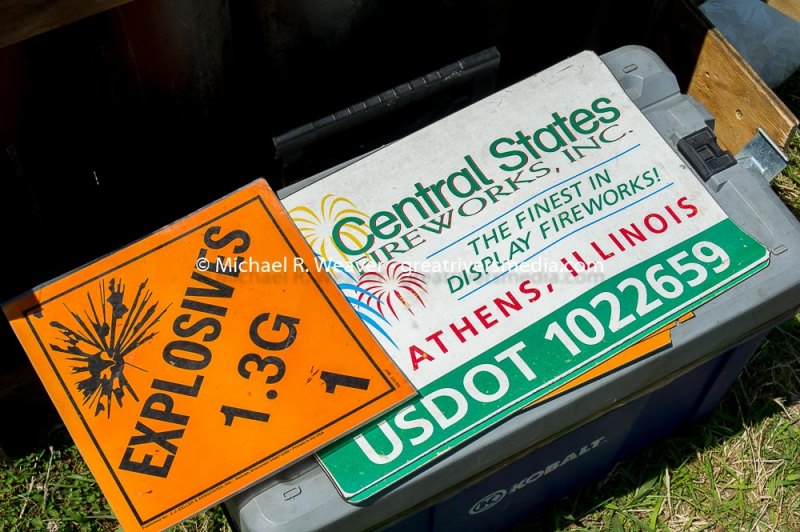 Central States
FIREWORKS, INC.
THE FINEST IN
DISPLAY FIREWORKS!
ATHENS, ILLINOIS
USDOT 1022659
EXPLOSIVES
1.3G
1
© Michael R. Weaver - greatriversmedia.com
KOBALT